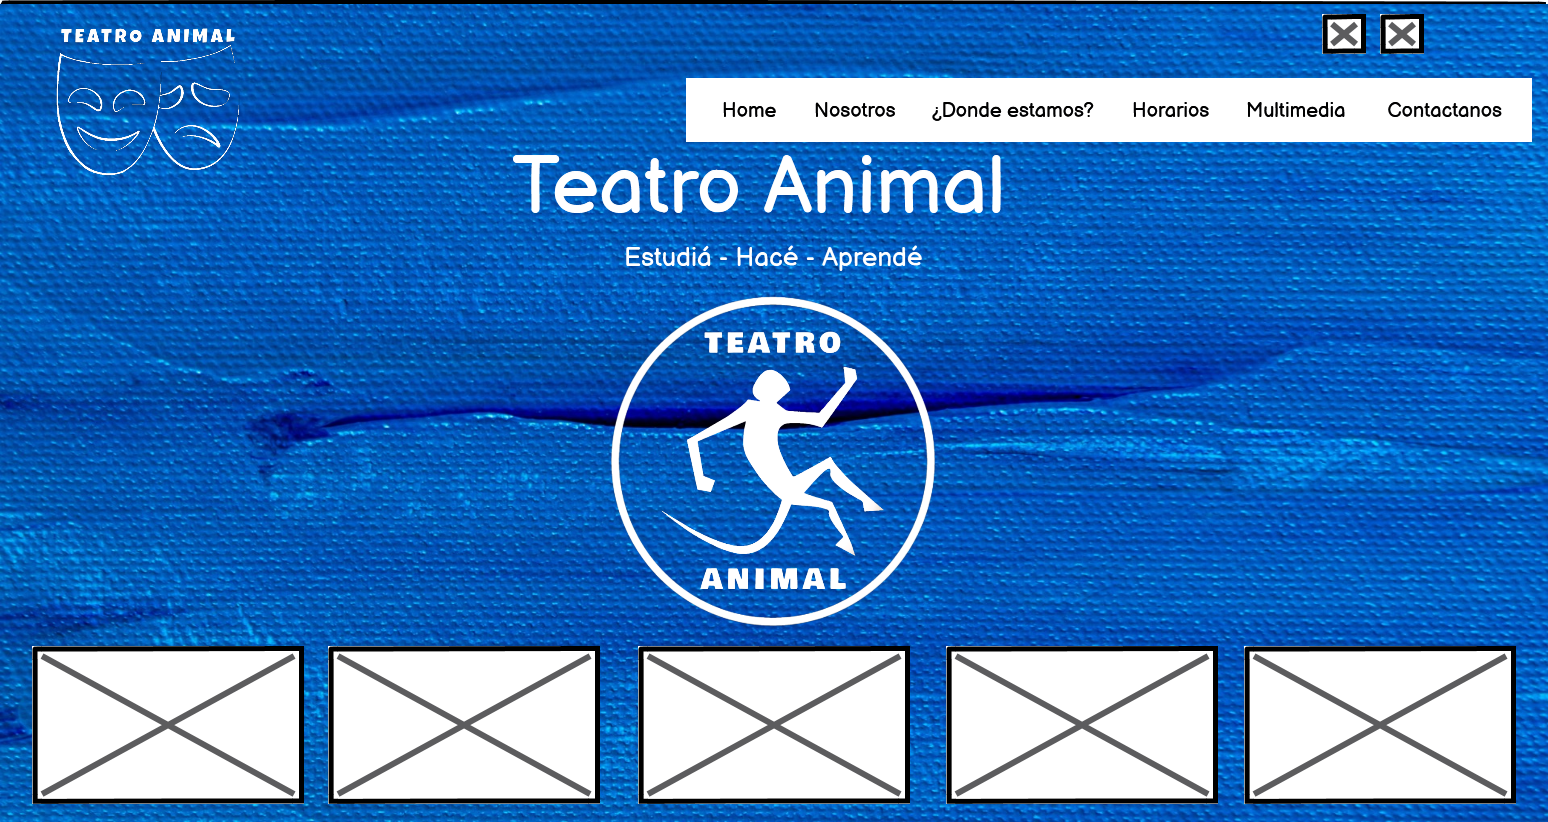 TEATRO ANIMAL
Home Nosotros ¿Donde estamos? Horarios Multimedia Contactanos
Teatro Animal
Estudiá - Hacé - Aprendé
TEATRO
ANIMAL